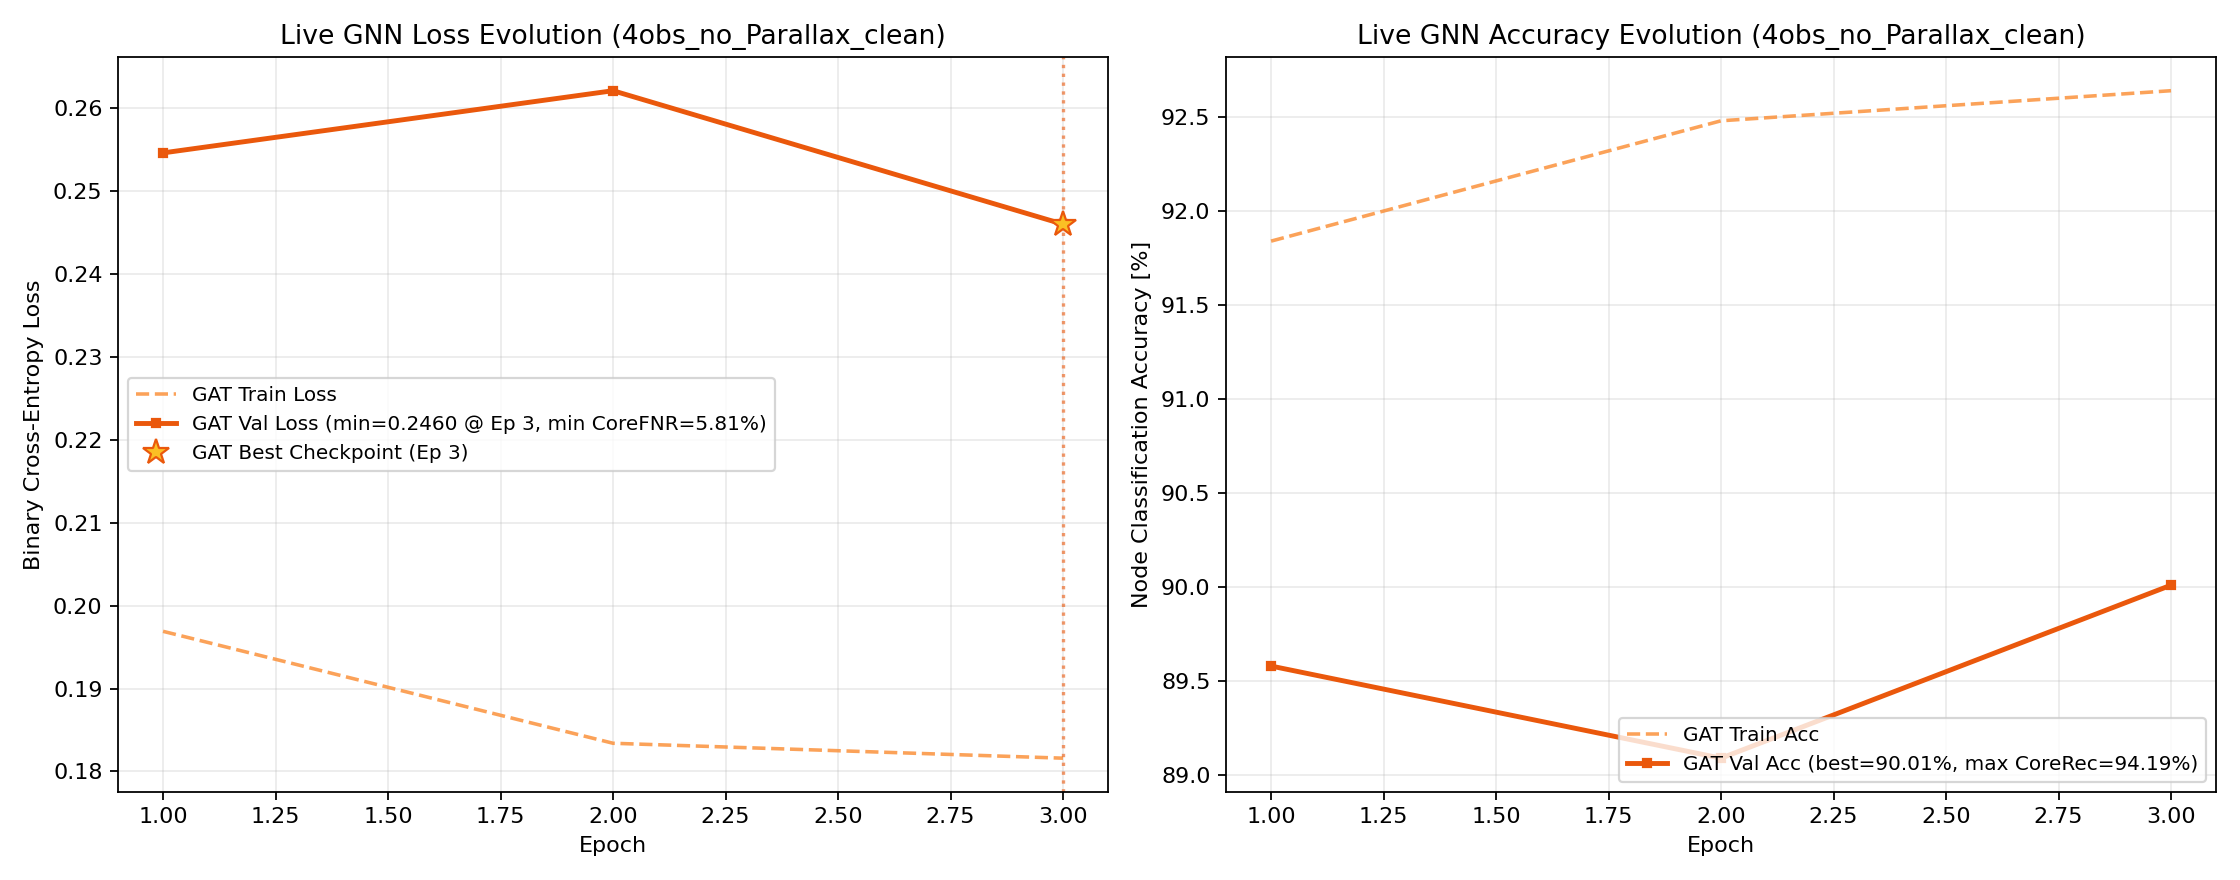 Live GNN Loss Evolution (4obs_no_Parallax_clean)
Binary Cross-Entropy Loss
0.26
0.25
0.24
0.23
0.22
0.21
0.20
0.19
0.18
GAT Train Loss
GAT Val Loss (min=0.2460 @ Ep 3, min CoreFNR=5.81%)
GAT Best Checkpoint (Ep 3)
1.00 1.25 1.50 1.75 2.00 2.25 2.50 2.75 3.00
Epoch
Live GNN Accuracy Evolution (4obs_no_Parallax_clean)
Node Classification Accuracy [%]
92.5
92.0
91.5
91.0
90.5
90.0
89.5
89.0
GAT Train Acc
GAT Val Acc (best=90.01%, max CoreRec=94.19%)
1.00 1.25 1.50 1.75 2.00 2.25 2.50 2.75 3.00
Epoch